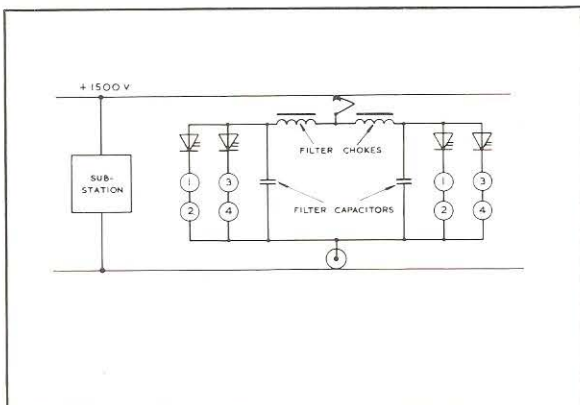 + 1500 V
SUB-
STATION
FILTER CHOKES
FILTER CAPACITORS
1
2
3
4
1
2
3
4